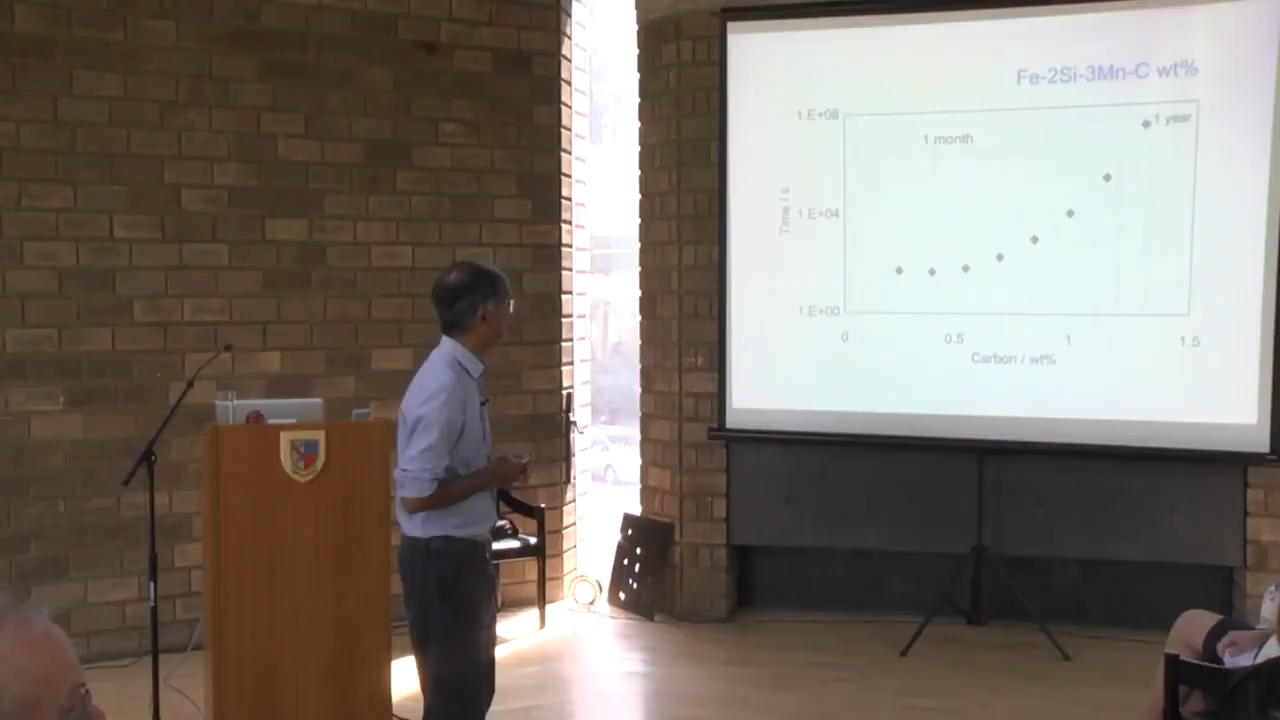 Fe-2Si-3Mn-C wt%
1.E+08
1 year
1 month
Time / s
1.E+04
1.E+00
0
0.5
1
1.5
Carbon / wt%